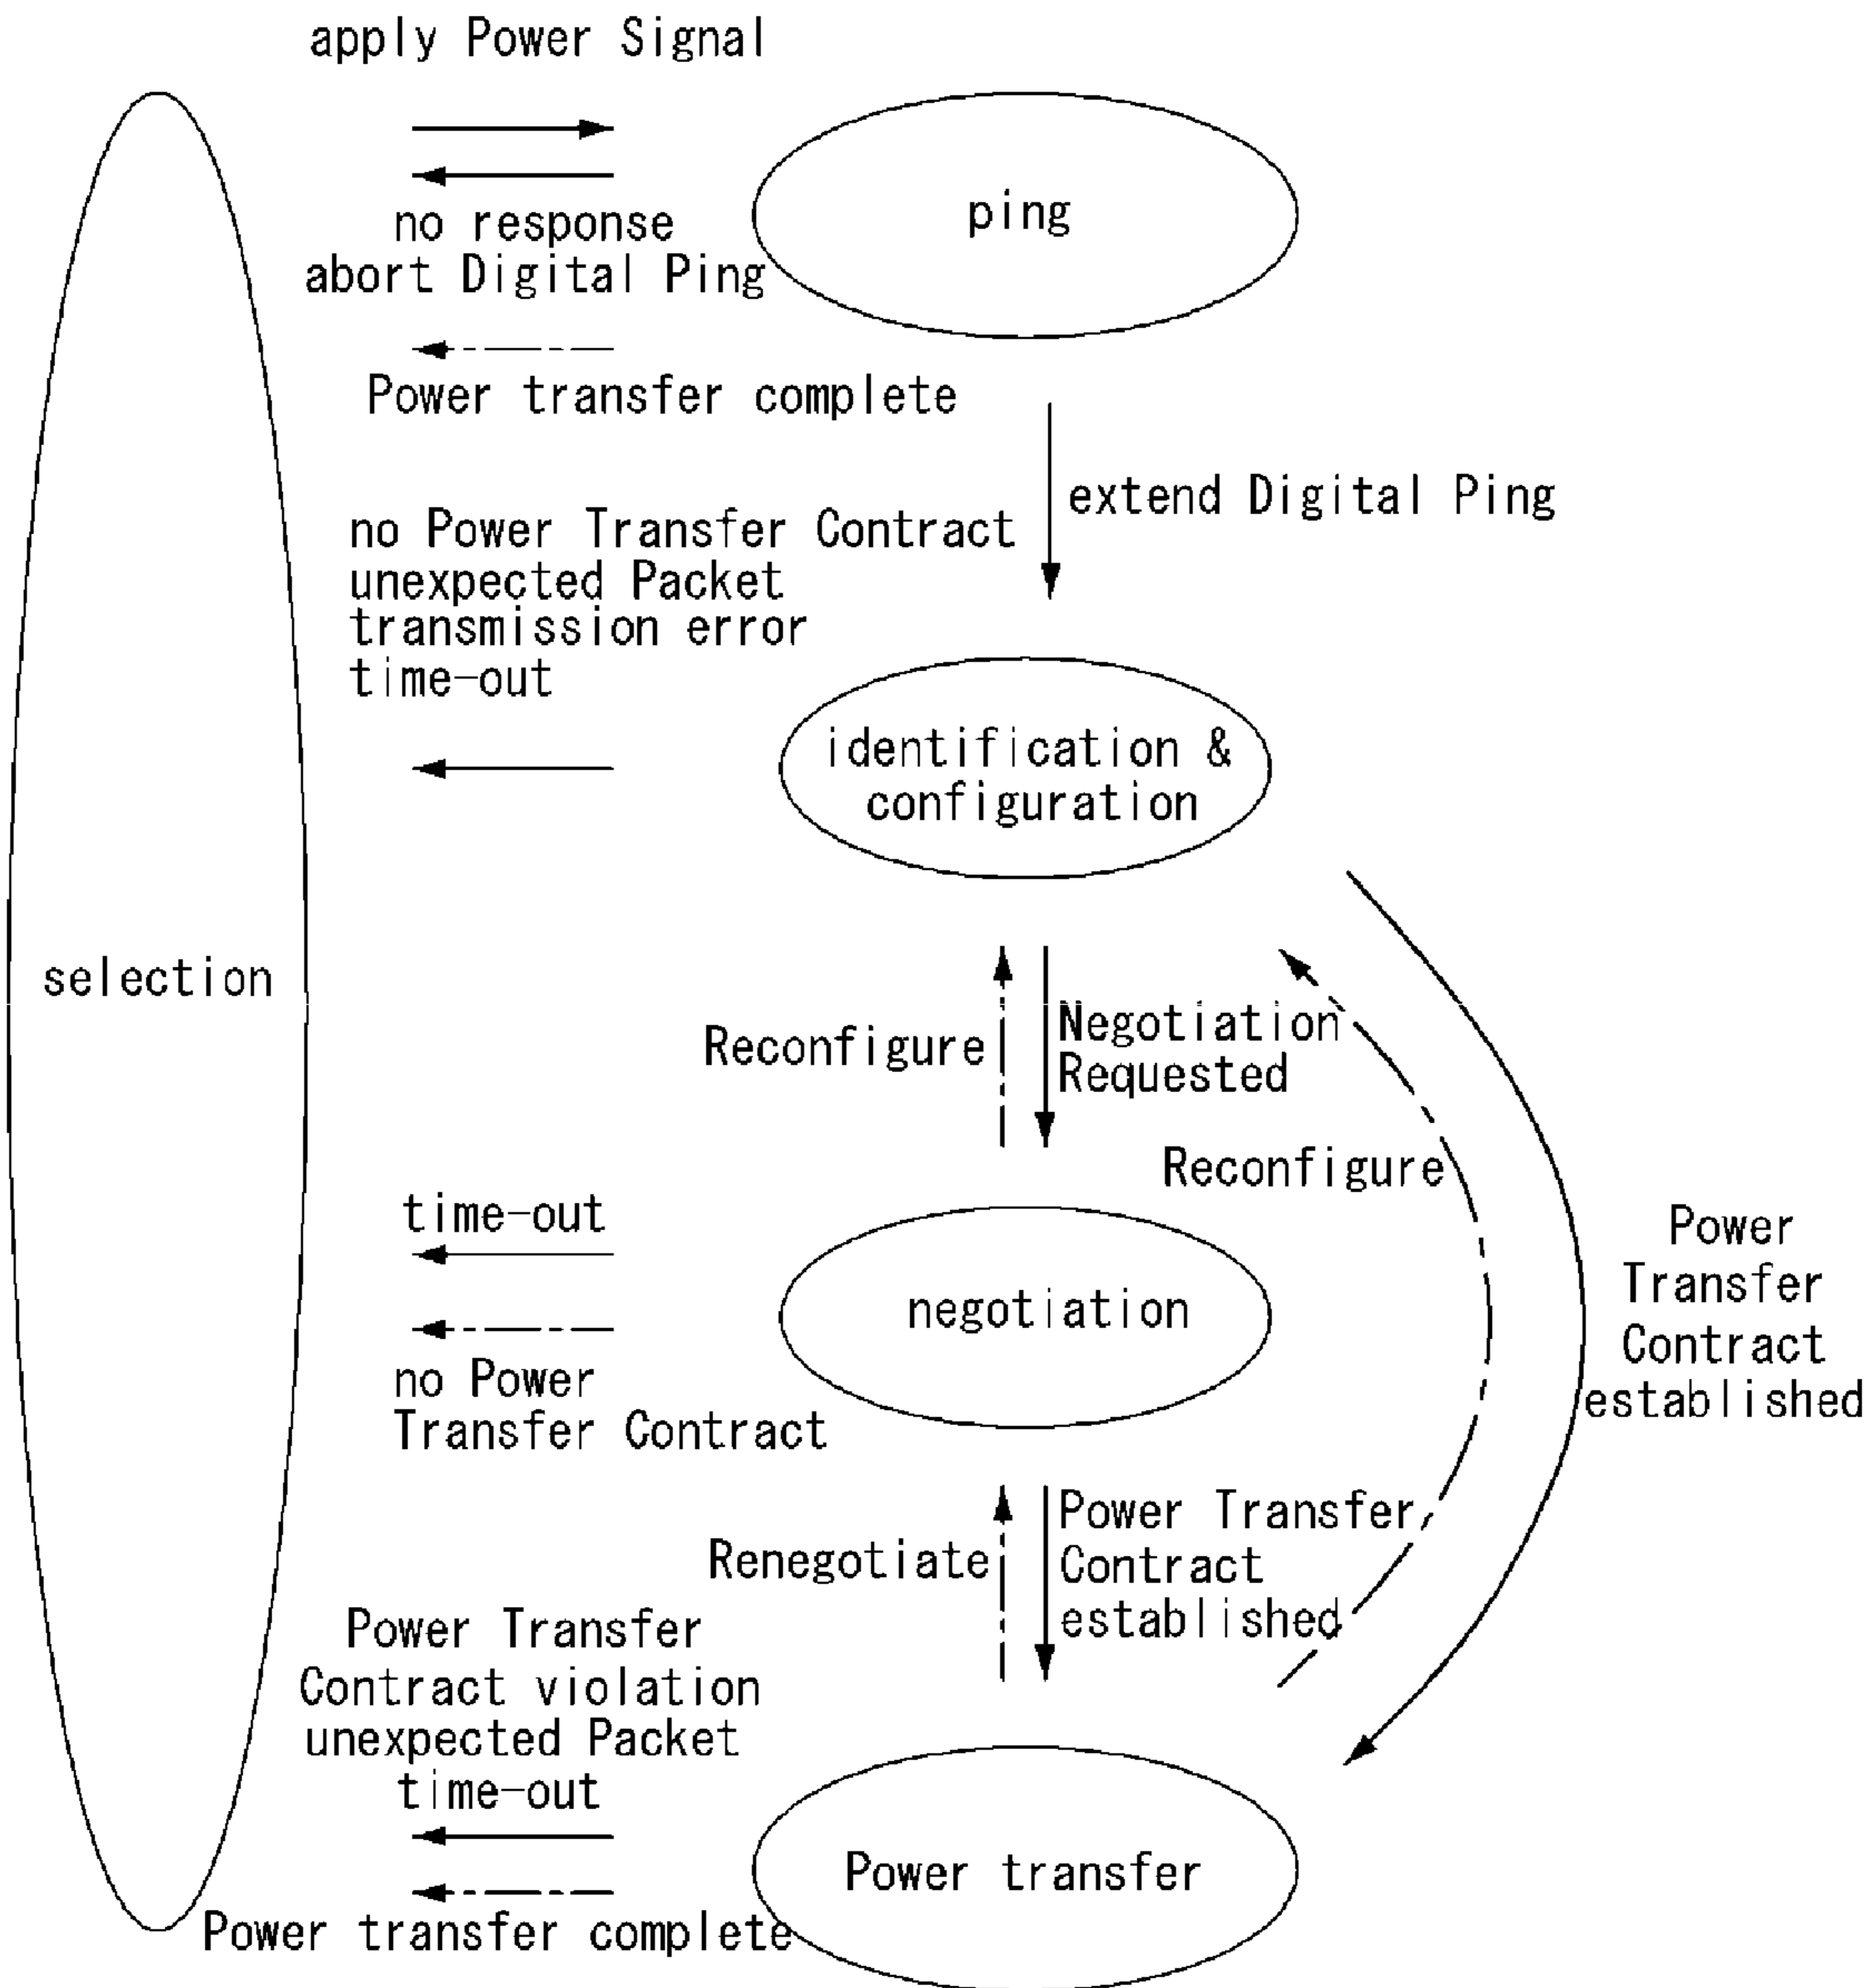 apply Power Signal
ping
no response
abort Digital Ping
Power transfer complete
extend Digital Ping
no Power Transfer Contract
unexpected Packet
transmission error
time-out
identification &
configuration
selection
Reconfigure
Negotiation
Requested
Reconfigure
time-out
negotiation
no Power
Transfer Contract
Power
Transfer
Contract
established
Renegotiate
Power Transfer
Contract
established
Power Transfer
Contract violation
unexpected Packet
time-out
Power transfer
Power transfer complete